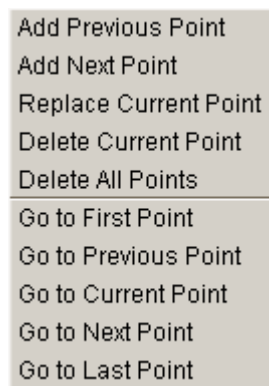 Add Previous Point
Add Next Point
Replace Current Point
Delete Current Point
Delete All Points
Go to First Point
Go to Previous Point
Go to Current Point
Go to Next Point
Go to Last Point